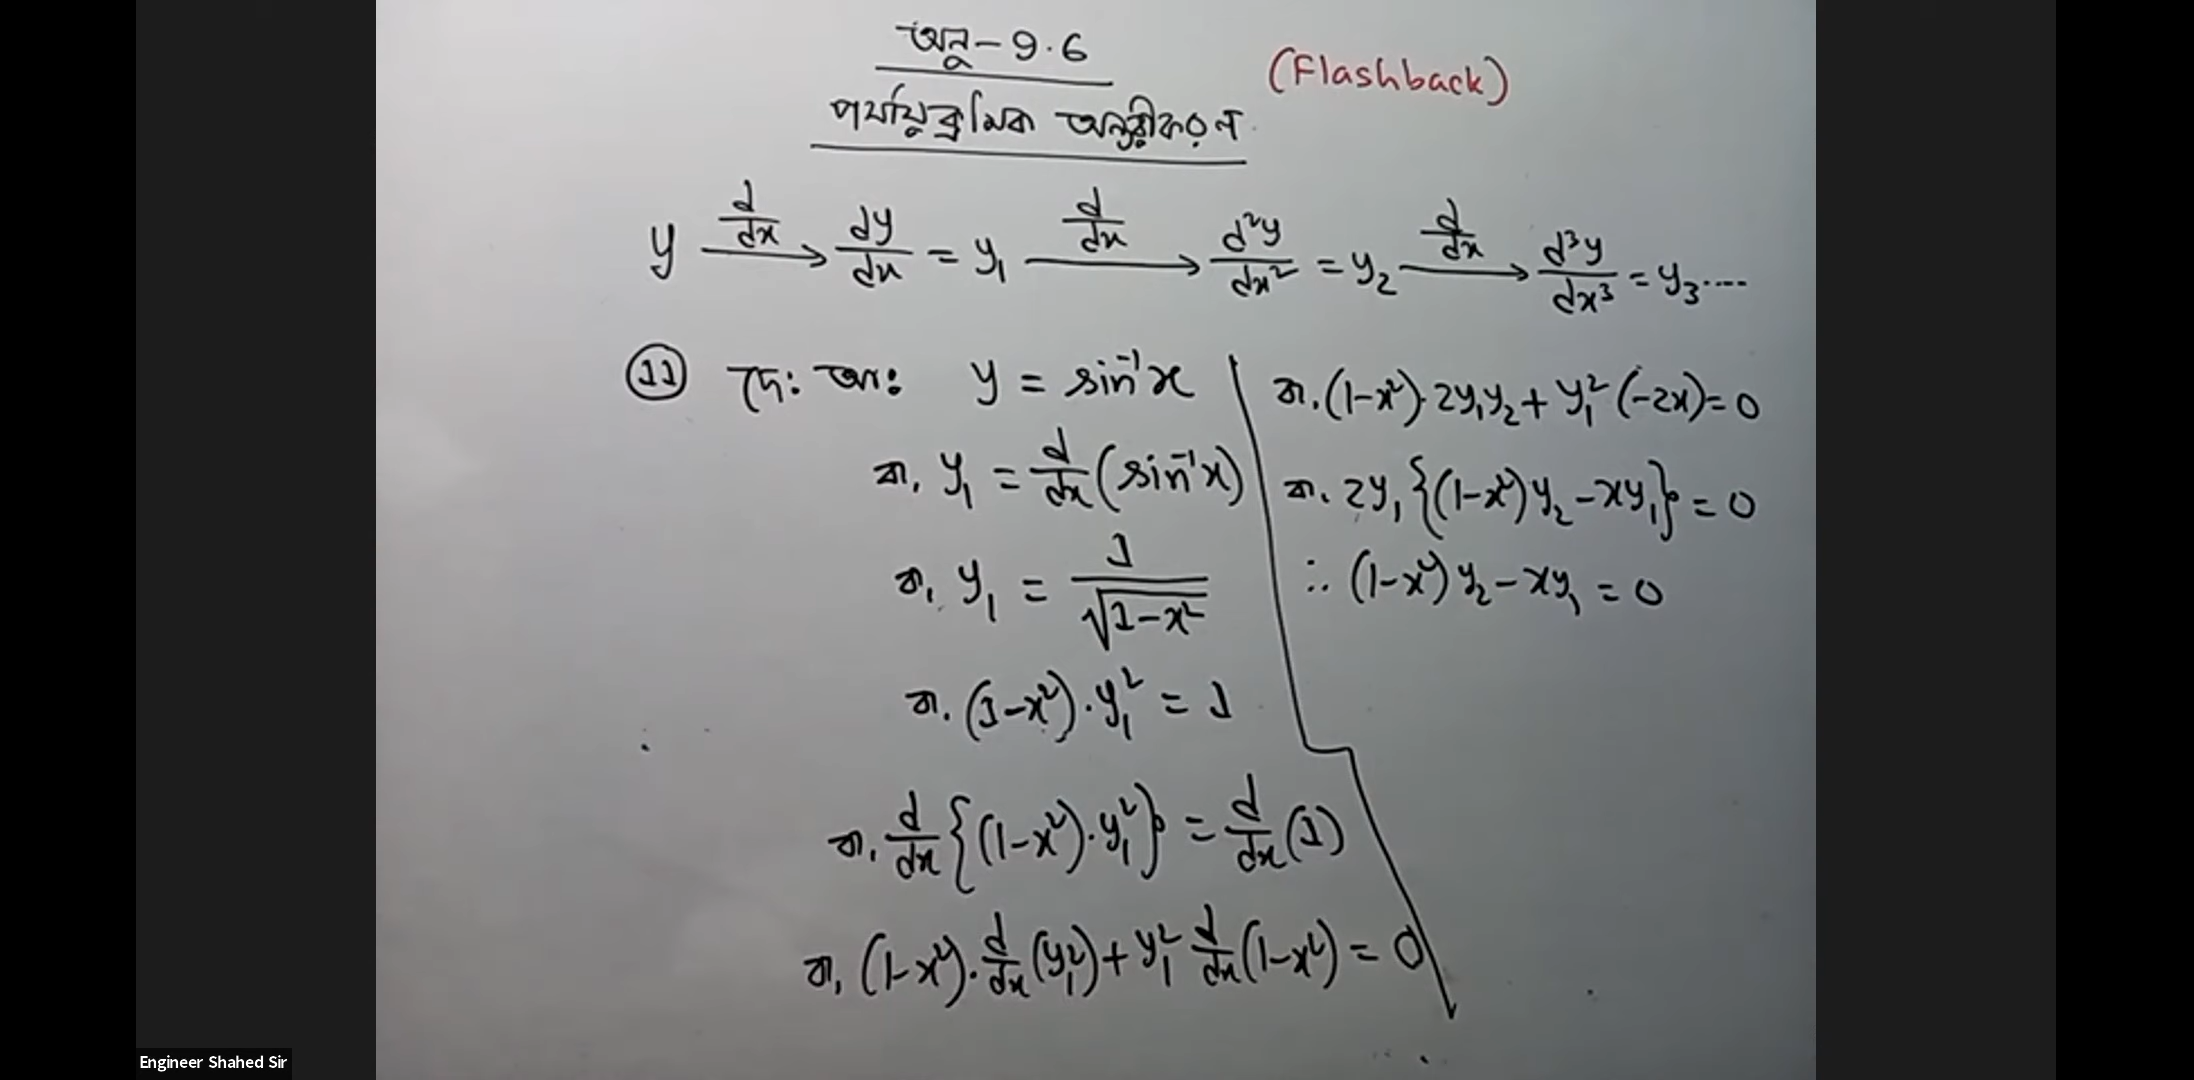 অনু-9.6
(Flashback)
পর্যায়ক্রমিক অন্তরীকরণ
y —d/dx→ dy/dx = y₁ —d/dx→ d²y/dx² = y₂ —d/dx→ d³y/dx³ = y₃....
(11) দে: আ: y = sin⁻¹x
বা, y₁ = d/dx (sin⁻¹x)
বা, y₁ = 1/√(1-x²)
বা, (1-x²)·y₁² = 1
বা, d/dx {(1-x²)·y₁²} = d/dx (1)
বা, (1-x²)·d/dx (y₁²) + y₁² d/dx (1-x²) = 0
বা, (1-x²)·2y₁y₂ + y₁² (-2x) = 0
বা, 2y₁ {(1-x²)y₂ - xy₁} = 0
∴ (1-x²)y₂ - xy₁ = 0
Engineer Shahed Sir